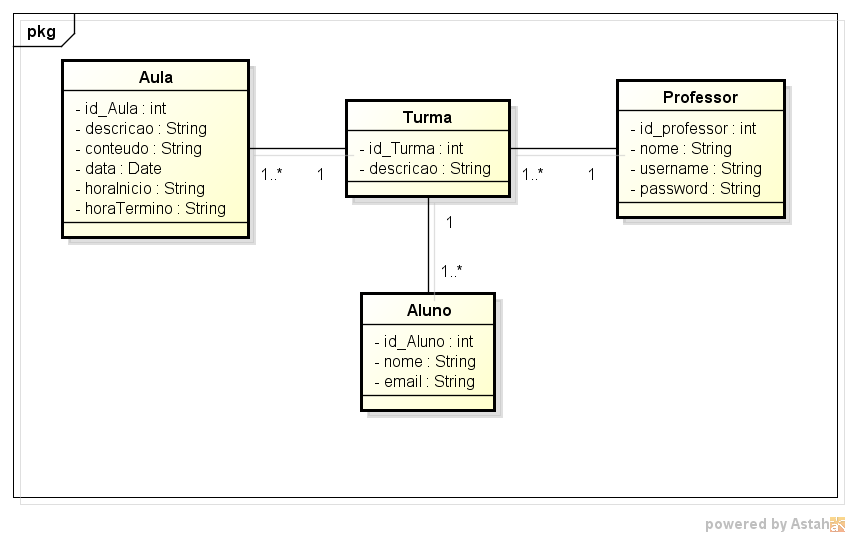 pkg
Aula
- id_Aula : int
- descricao : String
- conteudo : String
- data : Date
- horaInicio : String
- horaTermino : String
1..*
1
Turma
- id_Turma : int
- descricao : String
1..*
1
Professor
- id_professor : int
- nome : String
- username : String
- password : String
1
1..*
Aluno
- id_Aluno : int
- nome : String
- email : String
powered by Astah